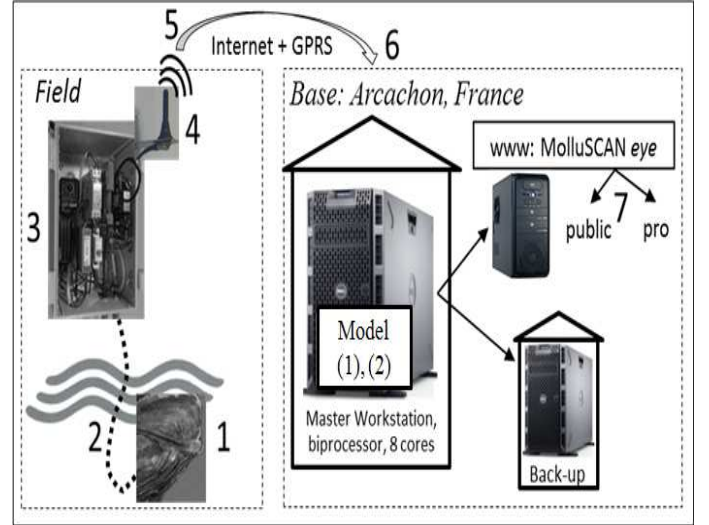 5
Internet + GPRS
6
Field
4
3
2
1
Base: Arcachon, France
www: MolluSCAN eye
7
public
pro
Model
(1), (2)
Master Workstation,
biprocessor, 8 cores
Back-up